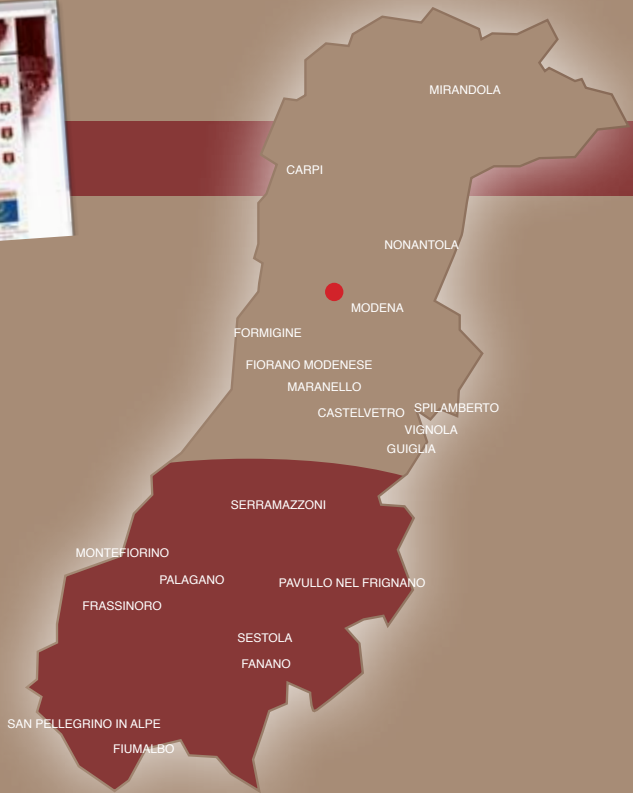 MIRANDOLA
CARPI
NONANTOLA
MODENA
FORMIGINE
FIORANO MODENESE
MARANELLO
CASTELVETRO
SPILAMBERTO
VIGNOLA
GUIGLIA
SERRAMAZZONI
MONTEFIORINO
PALAGANO
PAVULLO NEL FRIGNANO
FRASSINORO
SESTOLA
FANANO
SAN PELLEGRINO IN ALPE
FIUMALBO